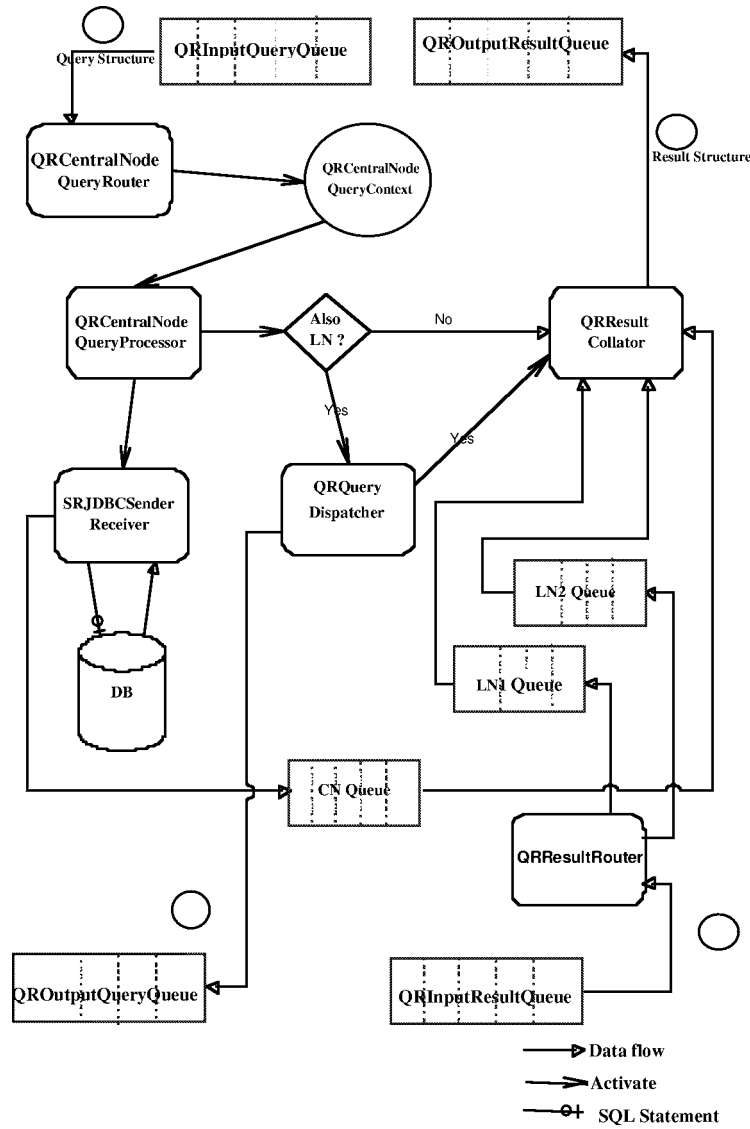 QRInputQueryQueue
QROutputResultQueue
Query Structure
QRCentralNode
QueryRouter
QRCentralNode
QueryContext
Result Structure
QRCentralNode
QueryProcessor
Also
LN ?
No
QRResult
Collator
Yes
Yes
SRJDBCSender
Receiver
QRQuery
Dispatcher
LN2 Queue
DB
LN1 Queue
CN Queue
QRResultRouter
QROutputQueryQueue
QRInputResultQueue
Data flow
Activate
SQL Statement